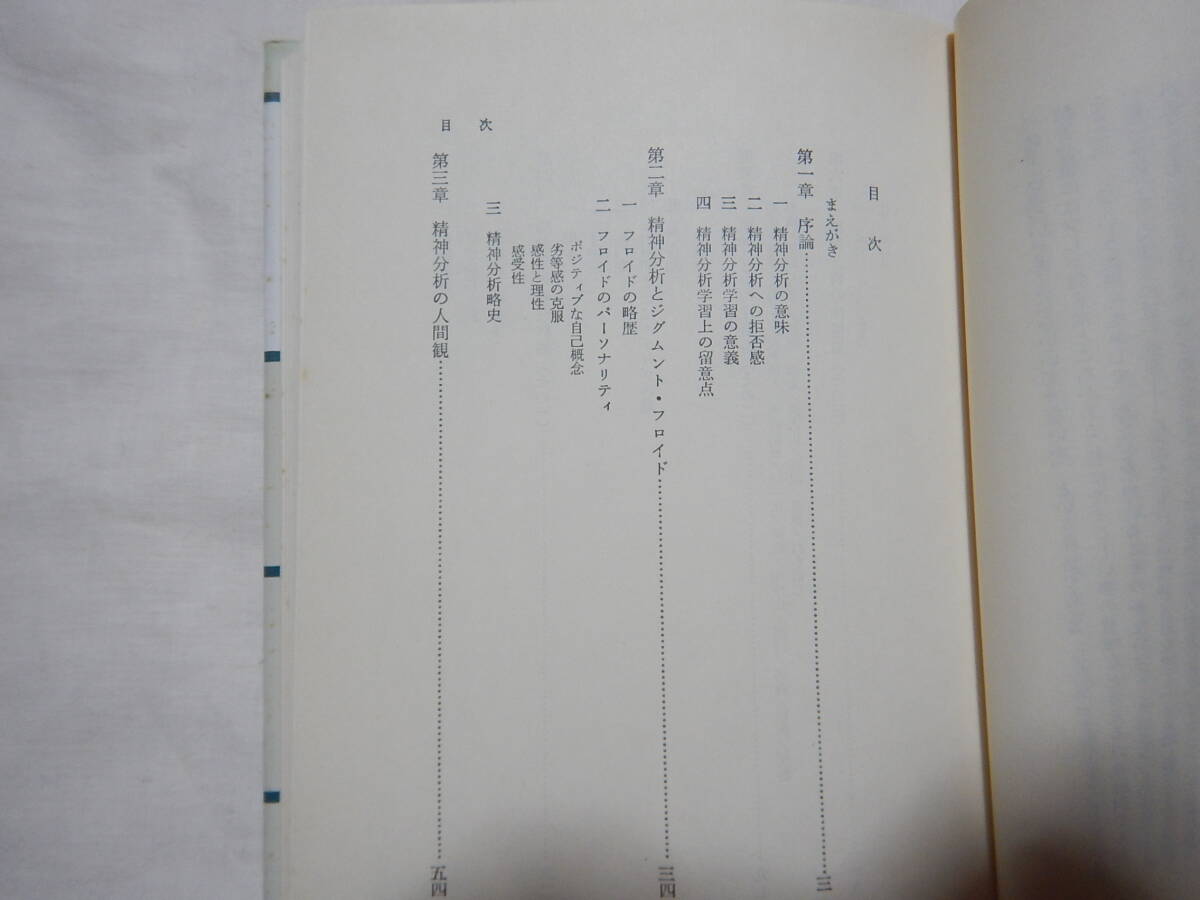 目次
まえがき
第一章 序論……三
一 精神分析の意味
二 精神分析への拒否感
三 精神分析学習の意義
四 精神分析学習上の留意点
第二章 精神分析とジグムント・フロイド……三四
一 フロイドの略歴
二 フロイドのパーソナリティ
ポジティブな自己概念
劣等感の克服
感性と理性
感受性
三 精神分析略史
第三章 精神分析の人間観……五四
目次